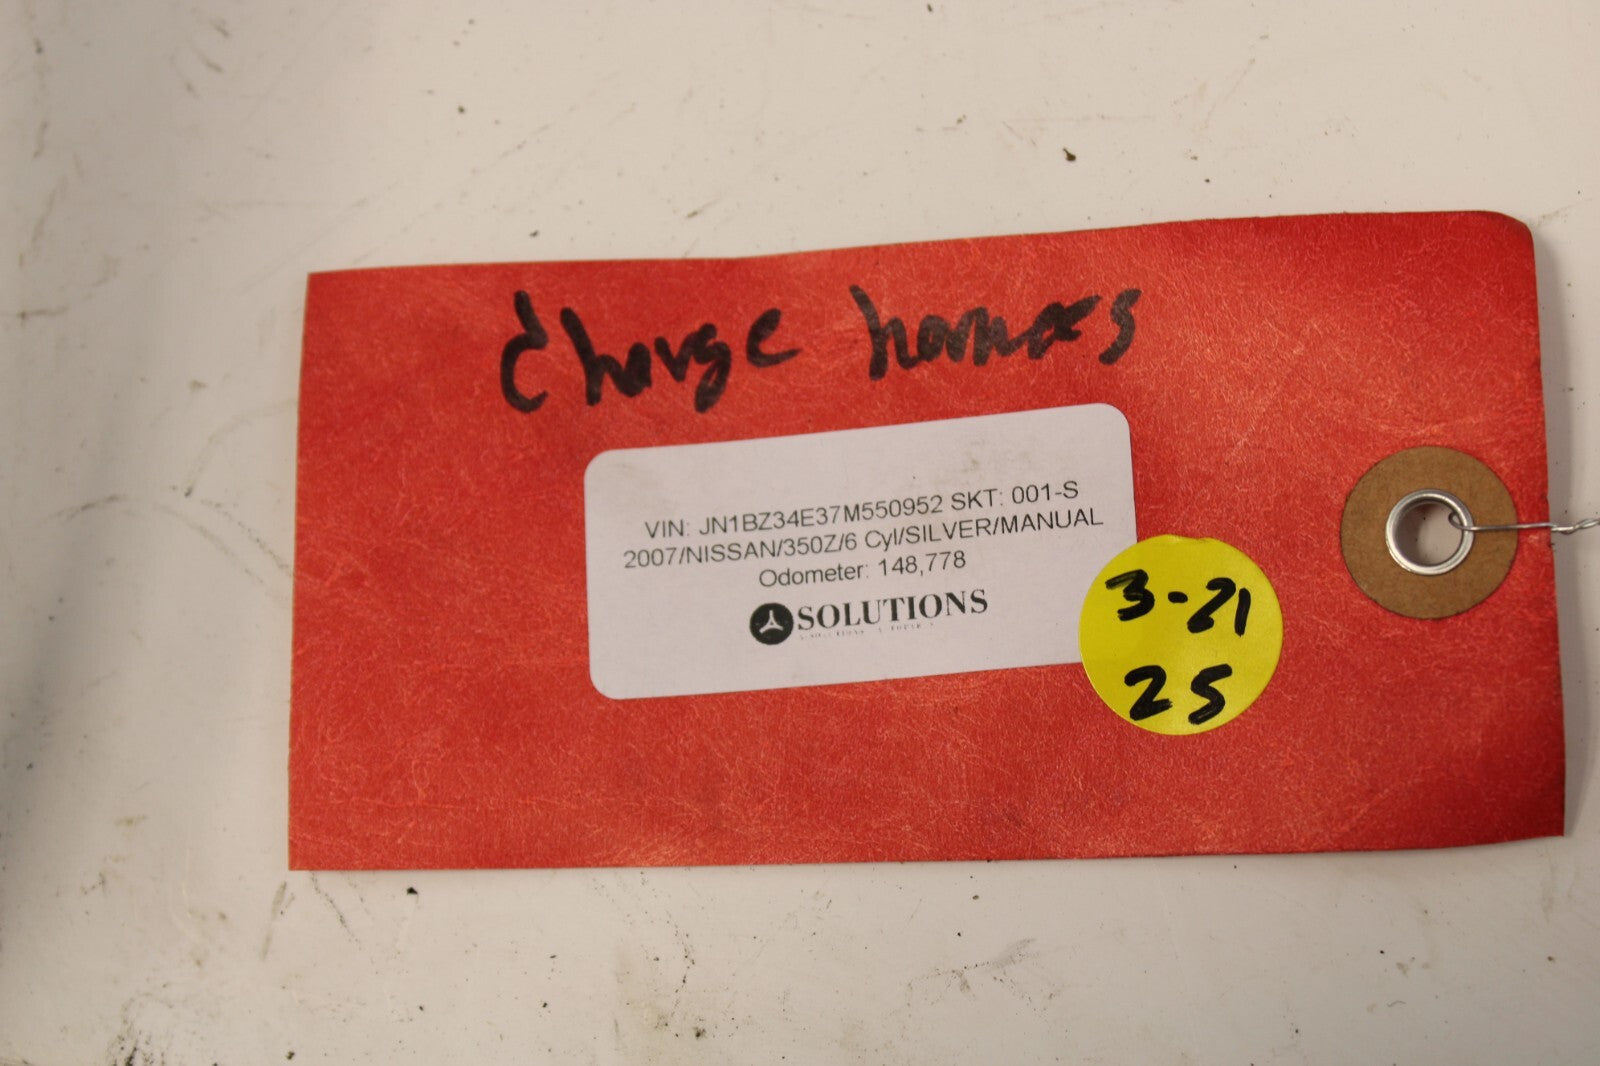 Charge harness
VIN: JN1BZ34E37M550952 SKT: 001-S
2007/NISSAN/350Z/6 Cyl/SILVER/MANUAL
Odometer: 148,778
SOLUTIONS
3-21
25